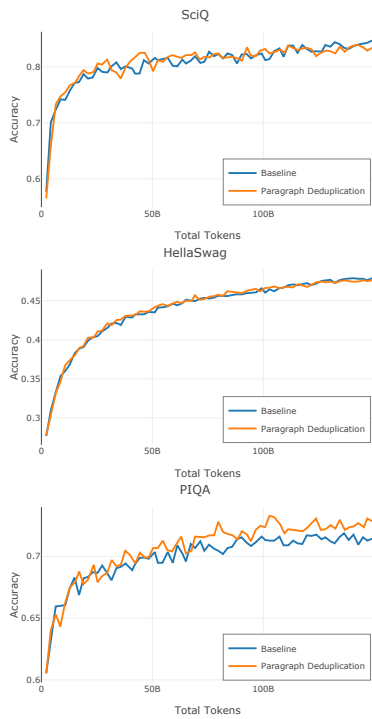 SciQ
0.8
0.7
0.6
Accuracy
Baseline
Paragraph Deduplication
0
50B
100B
Total Tokens
HellaSwag
0.45
0.4
0.35
0.3
Accuracy
Baseline
Paragraph Deduplication
0
50B
100B
Total Tokens
PIQA
0.7
0.65
0.6
Accuracy
Baseline
Paragraph Deduplication
0
50B
100B
Total Tokens